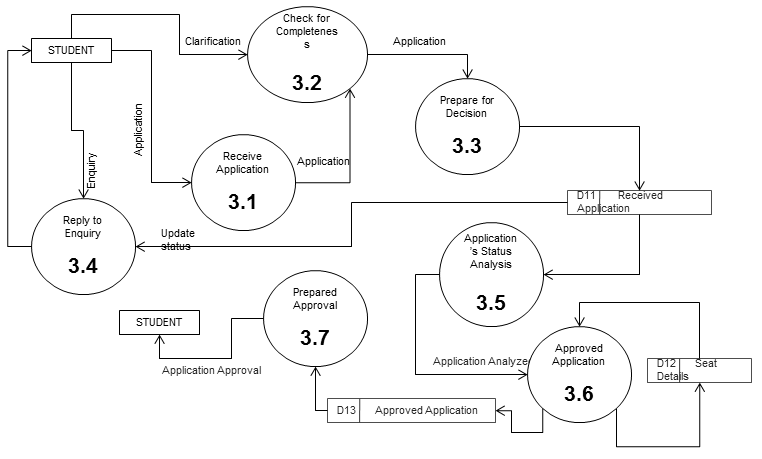 Check for
Completenes
s
3.2
Clarification
Application
STUDENT
Prepare for
Decision
3.3
Application
Receive
Application
3.1
Application
Enquiry
D11 Received
Application
Reply to
Enquiry
3.4
Update
status
Application
's Status
Analysis
3.5
Prepared
Approval
3.7
STUDENT
Application Approval
Application Analyze
Approved
Application
3.6
D12 Seat
Details
D13 Approved Application